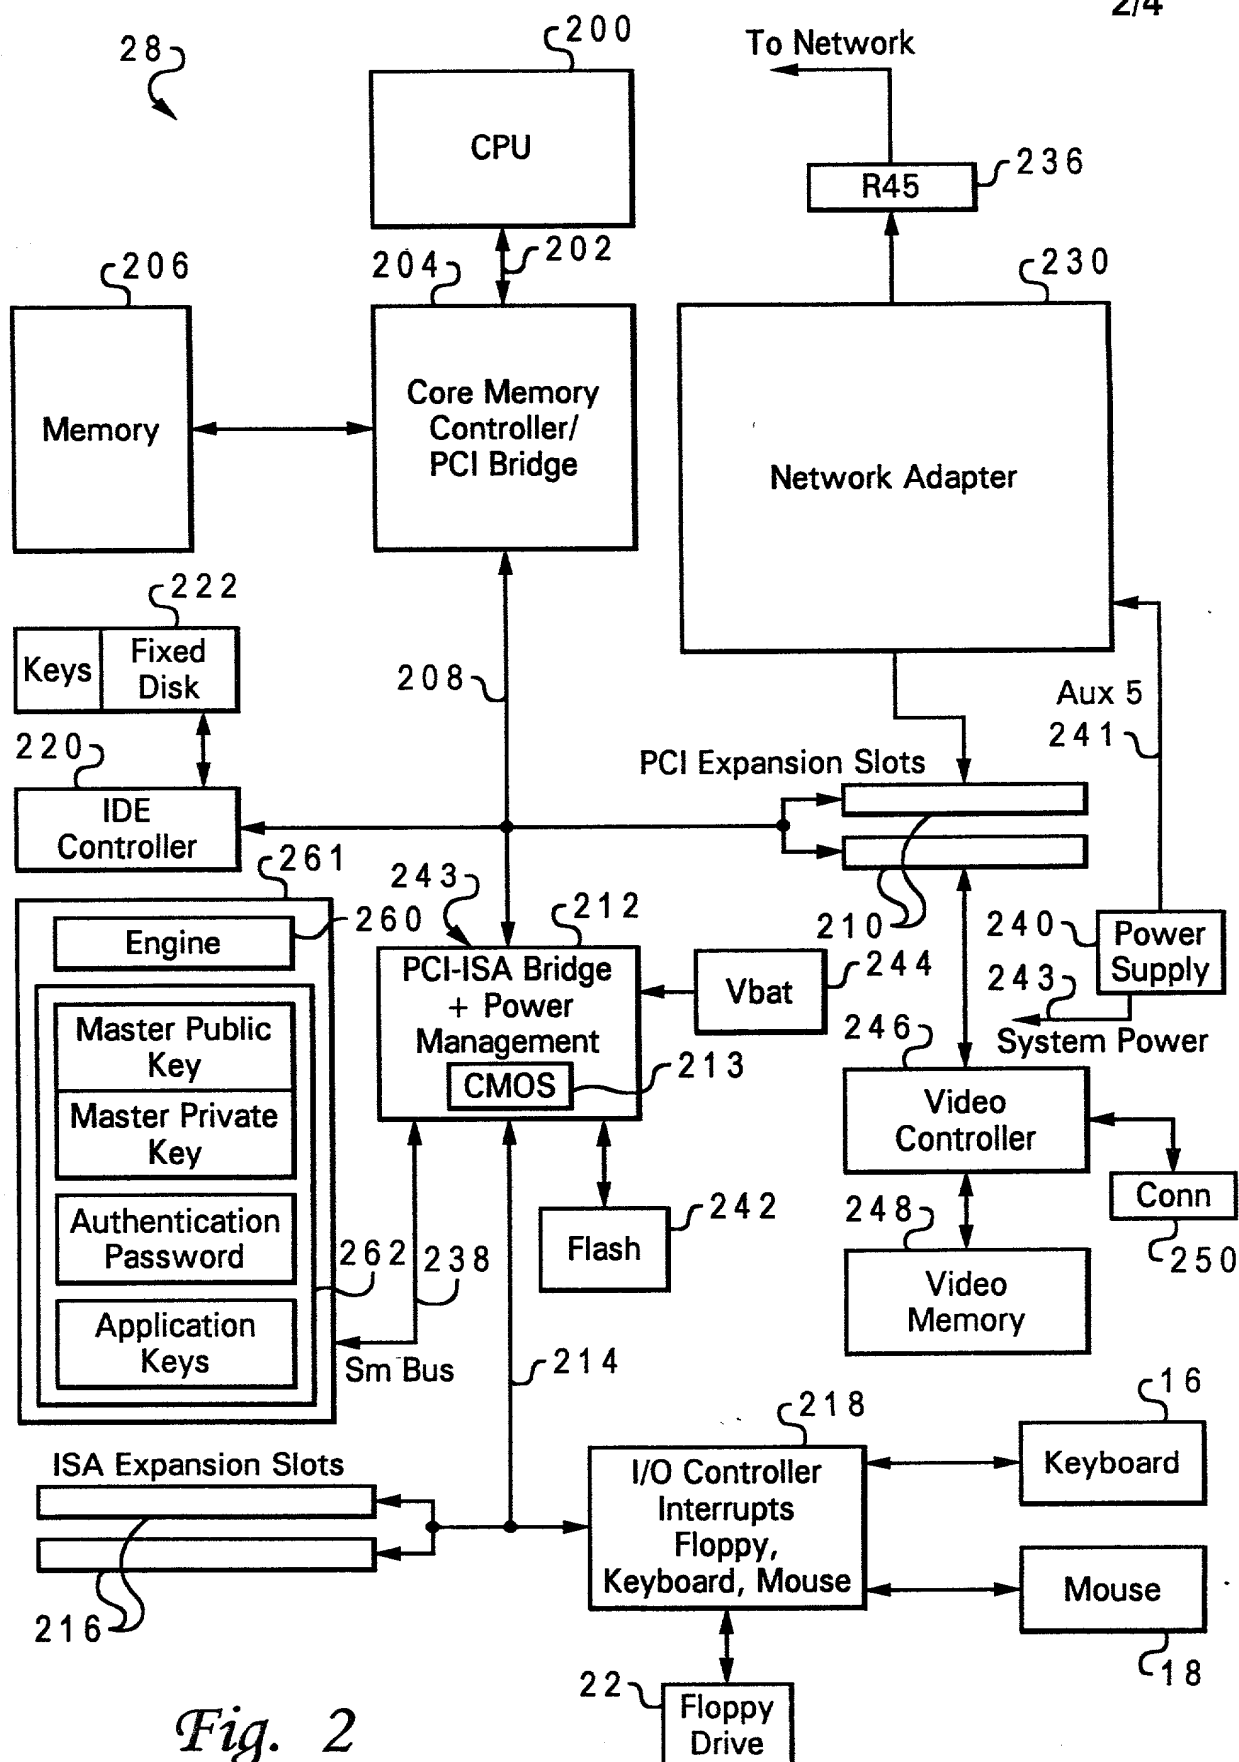 2/4
28
200
CPU
To Network
R45
236
202
204
206
230
Memory
Core Memory
Controller/
PCI Bridge
Network Adapter
222
Keys
Fixed
Disk
208
Aux 5
241
220
PCI Expansion Slots
IDE
Controller
261
243
212
210
240
Power
Supply
260
Engine
PCI-ISA Bridge
+ Power
Management
244
Vbat
243
System Power
246
213
CMOS
Master Public
Key
Master Private
Key
Video
Controller
Conn
250
Authentication
Password
262
238
242
Flash
248
Video
Memory
Application
Keys
Sm Bus
214
16
218
ISA Expansion Slots
I/O Controller
Interrupts
Floppy,
Keyboard, Mouse
Keyboard
Mouse
216
18
22
Floppy
Drive
Fig. 2